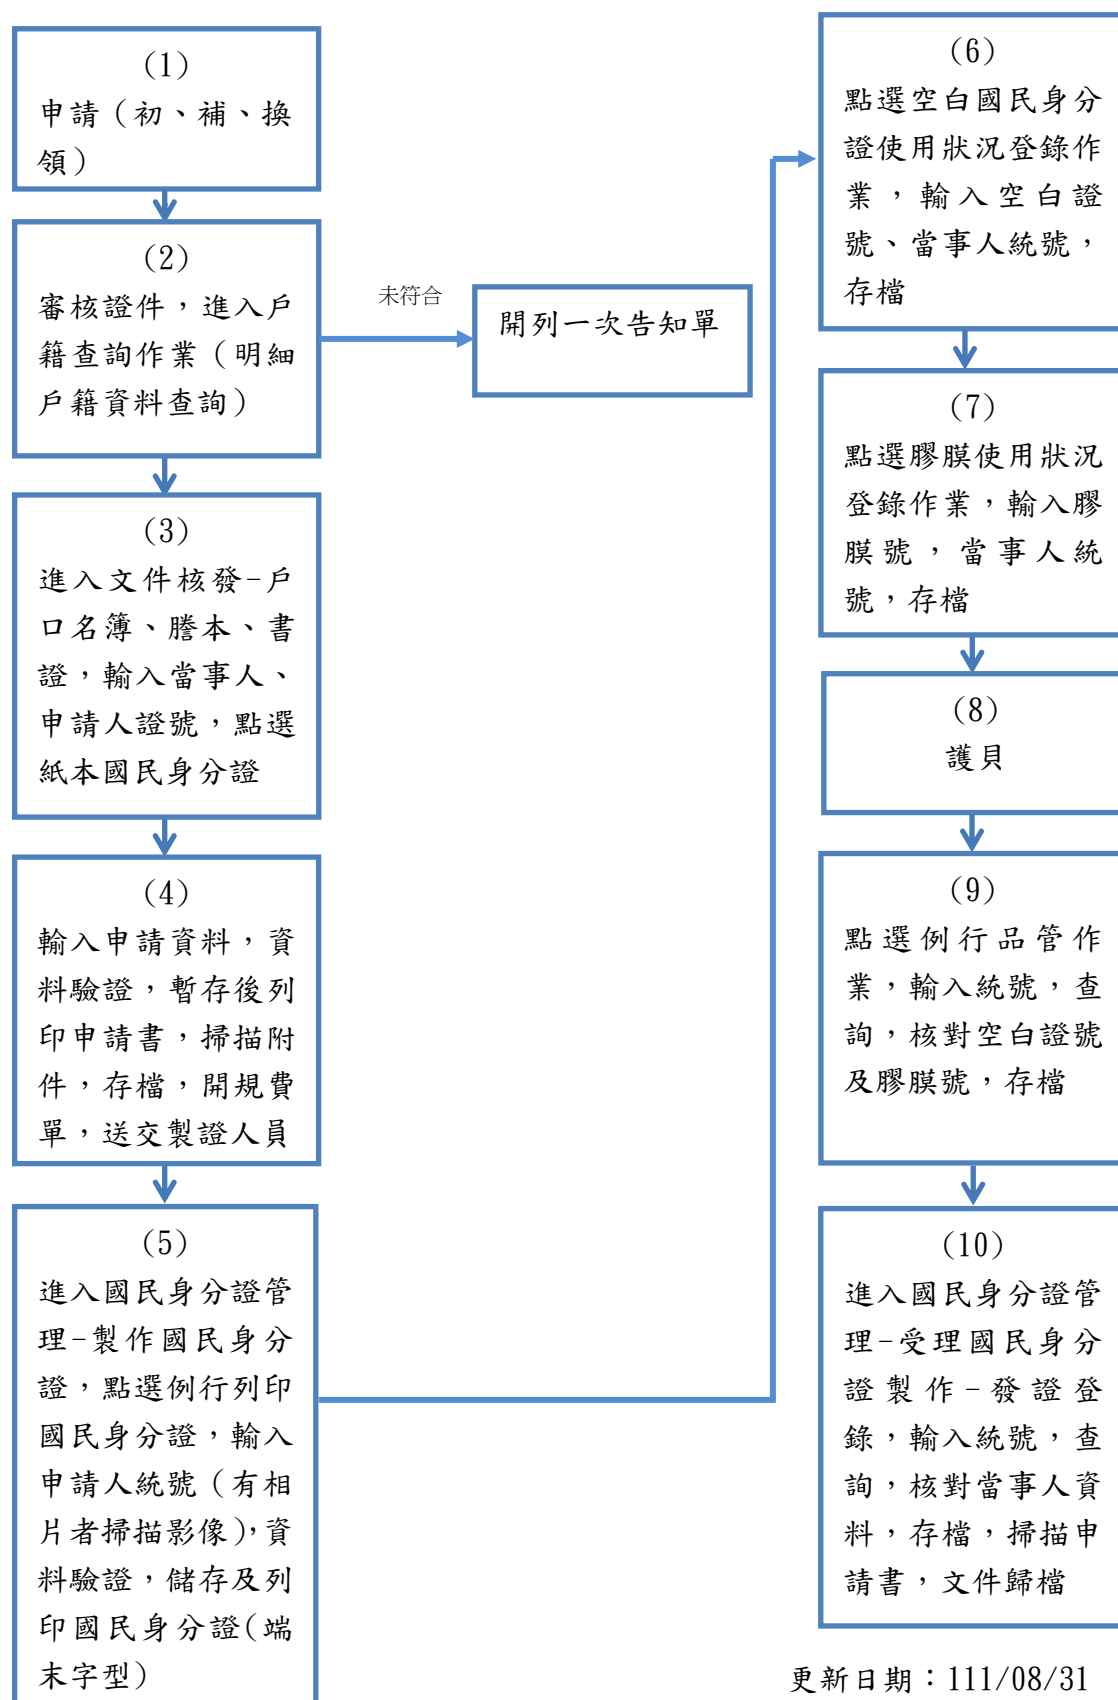 (1)
申請（初、補、換
領）
(2)
審核證件，進入戶
籍查詢作業（明細
戶籍資料查詢）
未符合
開列一次告知單
(3)
進入文件核發-戶
口名簿、謄本、書
證，輸入當事人、
申請人證號，點選
紙本國民身分證
(4)
輸入申請資料，資
料驗證，暫存後列
印申請書，掃描附
件，存檔，開規費
單，送交製證人員
(5)
進入國民身分證管
理-製作國民身分
證，點選例行列印
國民身分證，輸入
申請人統號（有相
片者掃描影像），資
料驗證，儲存及列
印國民身分證(端
末字型）
(6)
點選空白國民身分
證使用狀況登錄作
業，輸入空白證
號、當事人統號，
存檔
(7)
點選膠膜使用狀況
登錄作業，輸入膠
膜號，當事人統
號，存檔
(8)
護貝
(9)
點選例行品管作
業，輸入統號，查
詢，核對空白證號
及膠膜號，存檔
(10)
進入國民身分證管
理-受理國民身分
證製作-發證登
錄，輸入統號，查
詢，核對當事人資
料，存檔，掃描申
請書，文件歸檔
更新日期：111/08/31